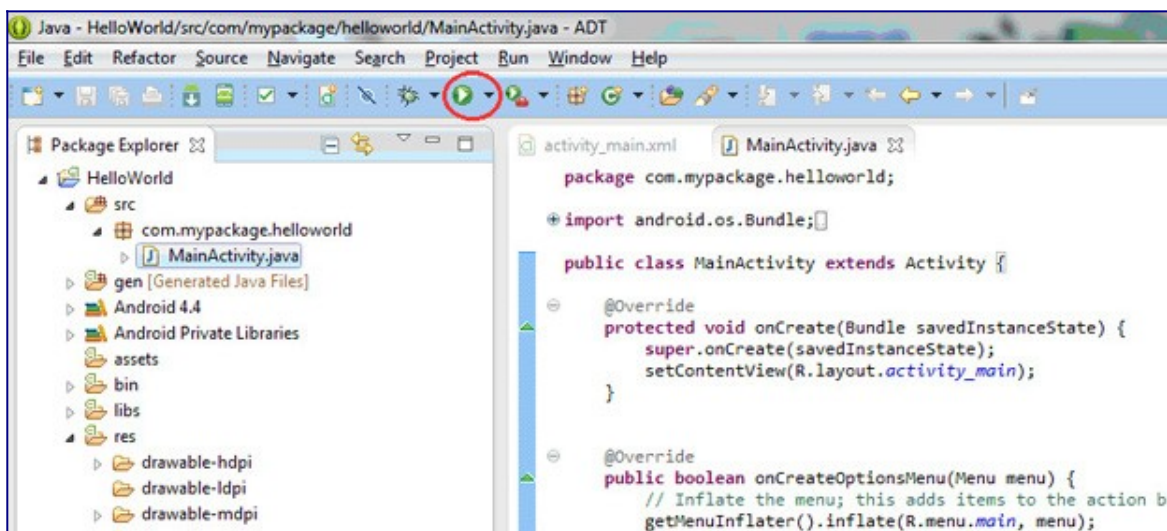 Java - HelloWorld/src/com/mypackage/helloworld/MainActivity.java - ADT
File Edit Refactor Source Navigate Search Project Run Window Help
Package Explorer
HelloWorld
src
com.mypackage.helloworld
MainActivity.java
gen [Generated Java Files]
Android 4.4
Android Private Libraries
assets
bin
libs
res
drawable-hdpi
drawable-ldpi
drawable-mdpi
activity_main.xml MainActivity.java
package com.mypackage.helloworld;
import android.os.Bundle;
public class MainActivity extends Activity {
@Override
protected void onCreate(Bundle savedInstanceState) {
super.onCreate(savedInstanceState);
setContentView(R.layout.activity_main);
}
@Override
public boolean onCreateOptionsMenu(Menu menu) {
// Inflate the menu; this adds items to the action b
getMenuInflater().inflate(R.menu.main, menu);